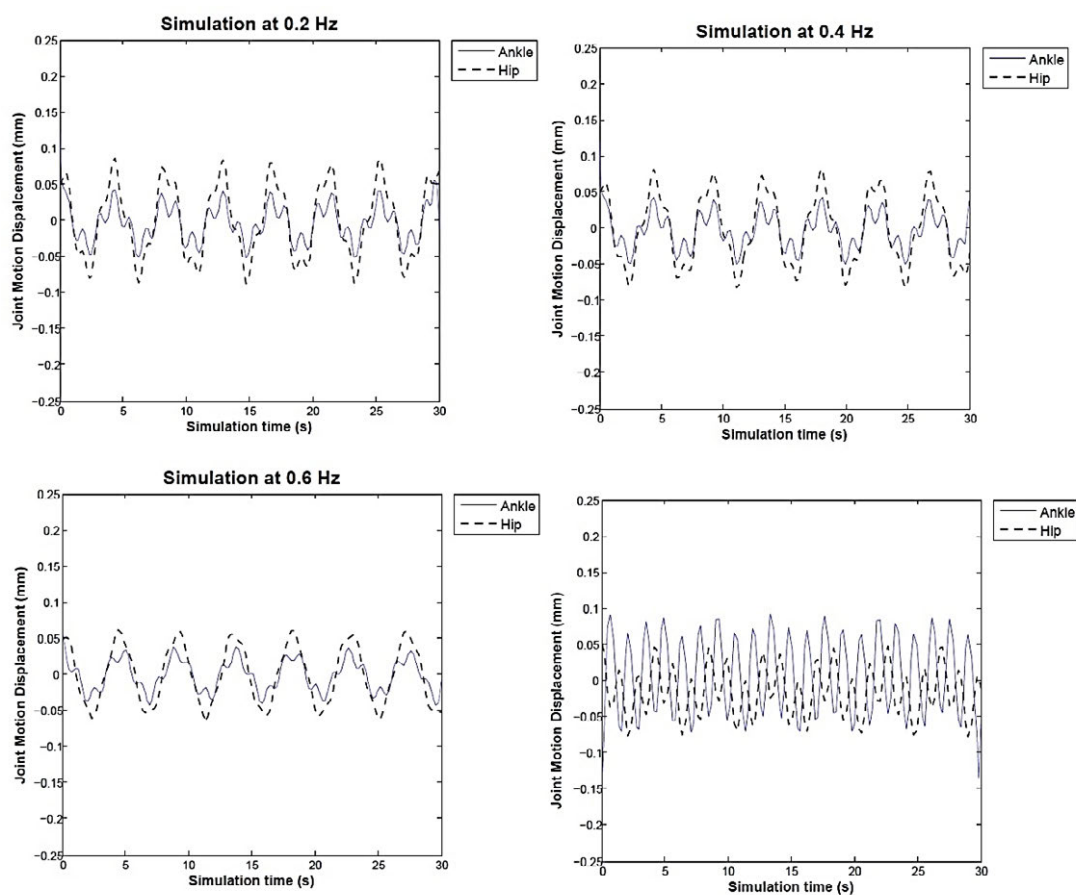 Simulation at 0.2 Hz
0.25
0.2
0.15
0.1
0.05
0
−0.05
−0.1
−0.15
−0.2
−0.25
0 5 10 15 20 25 30
Joint Motion Dispalcement (mm)
Simulation time (s)
Ankle
Hip
Simulation at 0.4 Hz
0.25
0.2
0.15
0.1
0.05
0
−0.05
−0.1
−0.15
−0.2
−0.25
0 5 10 15 20 25 30
Joint Motion Displacement (mm)
Simulation time (s)
Ankle
Hip
Simulation at 0.6 Hz
0.25
0.2
0.15
0.1
0.05
0
−0.05
−0.1
−0.15
−0.2
−0.25
0 5 10 15 20 25 30
Joint Motion Displacement (mm)
Simulation time (s)
Ankle
Hip
0.25
0.2
0.15
0.1
0.05
0
−0.05
−0.1
−0.15
−0.2
−0.25
0 5 10 15 20 25 30
Joint Motion Displacement (mm)
Simulation time (s)
Ankle
Hip